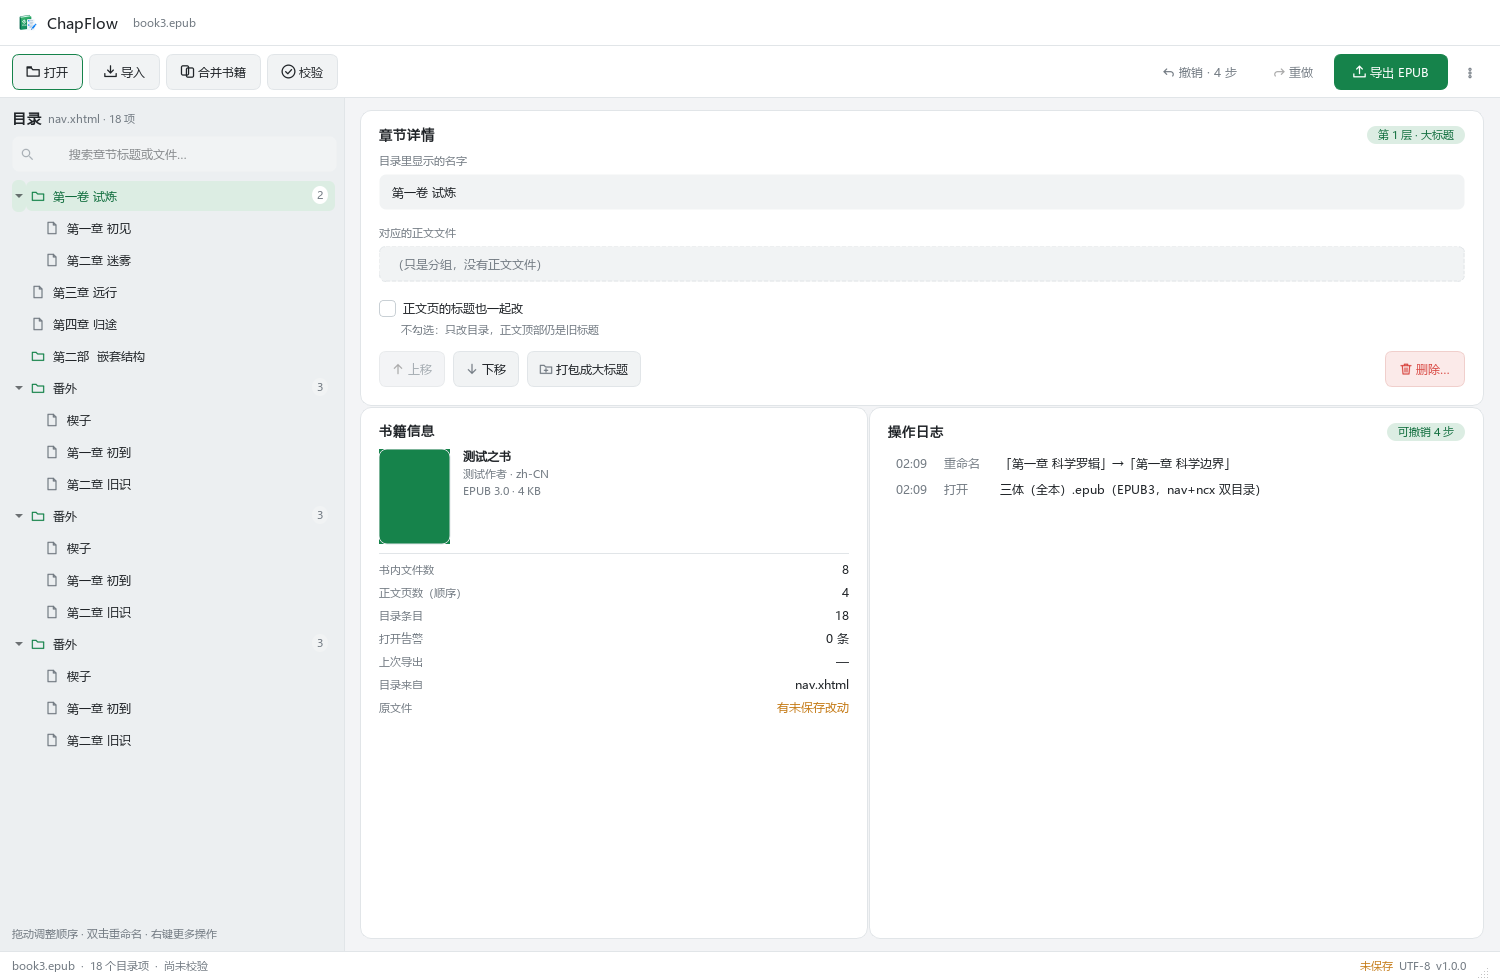 ChapFlow book3.epub
打开 导入 合并书籍 校验 撤销 · 4 步 重做 导出 EPUB
目录 nav.xhtml · 18 项
搜索章节标题或文件...
第一卷 试炼 2
第一章 初见
第二章 迷雾
第三章 远行
第四章 归途
第二部 嵌套结构
番外 3
楔子
第一章 初到
第二章 旧识
番外 3
楔子
第一章 初到
第二章 旧识
番外 3
楔子
第一章 初到
第二章 旧识
拖动调整顺序 · 双击重命名 · 右键更多操作
章节详情 第 1 层 · 大标题
目录里显示的名字
第一卷 试炼
对应的正文文件
（只是分组，没有正文文件）
正文页的标题也一起改
不勾选：只改目录，正文顶部仍是旧标题
上移 下移 打包成大标题 删除...
书籍信息
测试之书
测试作者 · zh-CN
EPUB 3.0 · 4 KB
书内文件数 8
正文页数（顺序） 4
目录条目 18
打开告警 0 条
上次导出 —
目录来自 nav.xhtml
原文件 有未保存改动
操作日志 可撤销 4 步
02:09 重命名 「第一章 科学罗辑」→「第一章 科学边界」
02:09 打开 三体（全本）.epub（EPUB3，nav+ncx 双目录）
book3.epub · 18 个目录项 · 尚未校验 未保存 UTF-8 v1.0.0